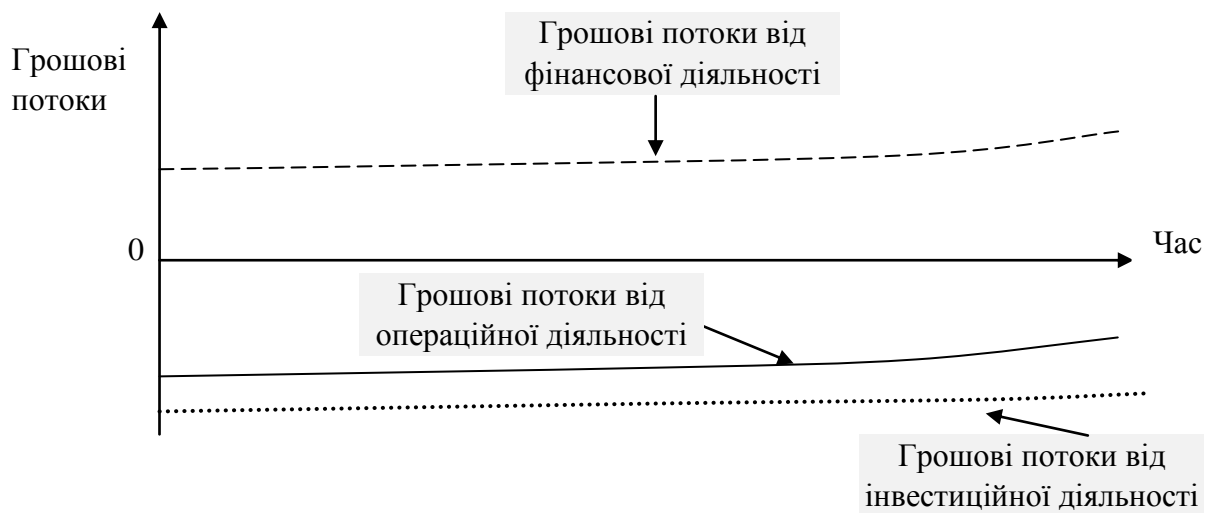 Грошові
потоки
Грошові потоки від
фінансової діяльності
0
Час
Грошові потоки від
операційної діяльності
Грошові потоки від
інвестиційної діяльності